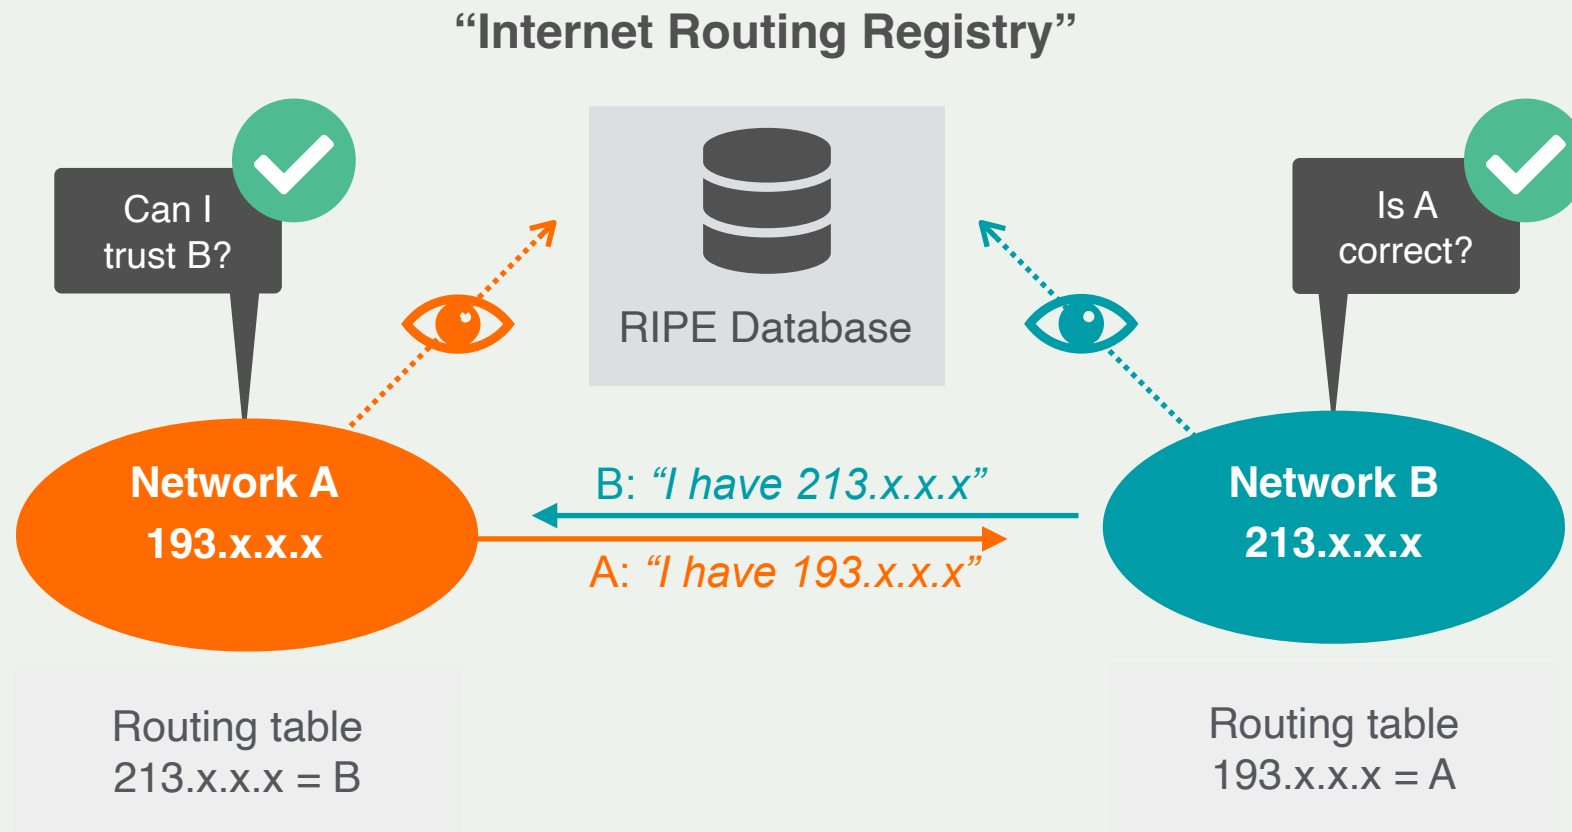 “Internet Routing Registry”
Can I
trust B?
Is A
correct?
RIPE Database
Network A
193.x.x.x
B: “I have 213.x.x.x”
A: “I have 193.x.x.x”
Network B
213.x.x.x
Routing table
213.x.x.x = B
Routing table
193.x.x.x = A